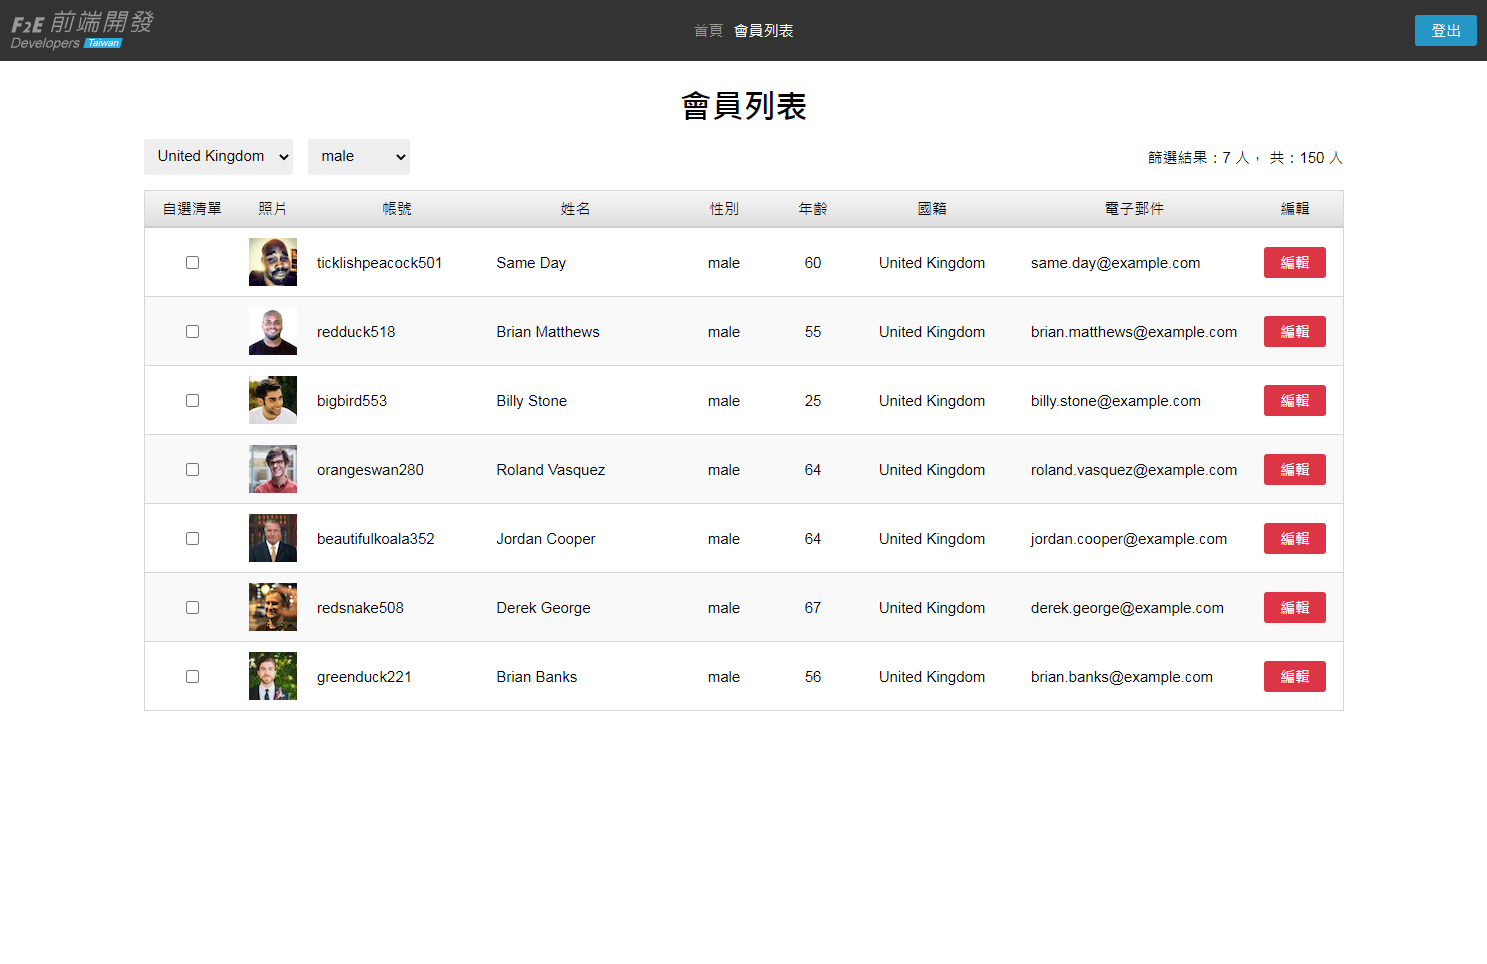 F2E 前端開發
Developers Taiwan
首頁 會員列表
登出
會員列表
United Kingdom male 篩選結果：7 人， 共：150 人
自選清單 照片 帳號 姓名 性別 年齡 國籍 電子郵件 編輯
ticklishpeacock501 Same Day male 60 United Kingdom same.day@example.com 編輯
redduck518 Brian Matthews male 55 United Kingdom brian.matthews@example.com 編輯
bigbird553 Billy Stone male 25 United Kingdom billy.stone@example.com 編輯
orangeswan280 Roland Vasquez male 64 United Kingdom roland.vasquez@example.com 編輯
beautifulkoala352 Jordan Cooper male 64 United Kingdom jordan.cooper@example.com 編輯
redsnake508 Derek George male 67 United Kingdom derek.george@example.com 編輯
greenduck221 Brian Banks male 56 United Kingdom brian.banks@example.com 編輯